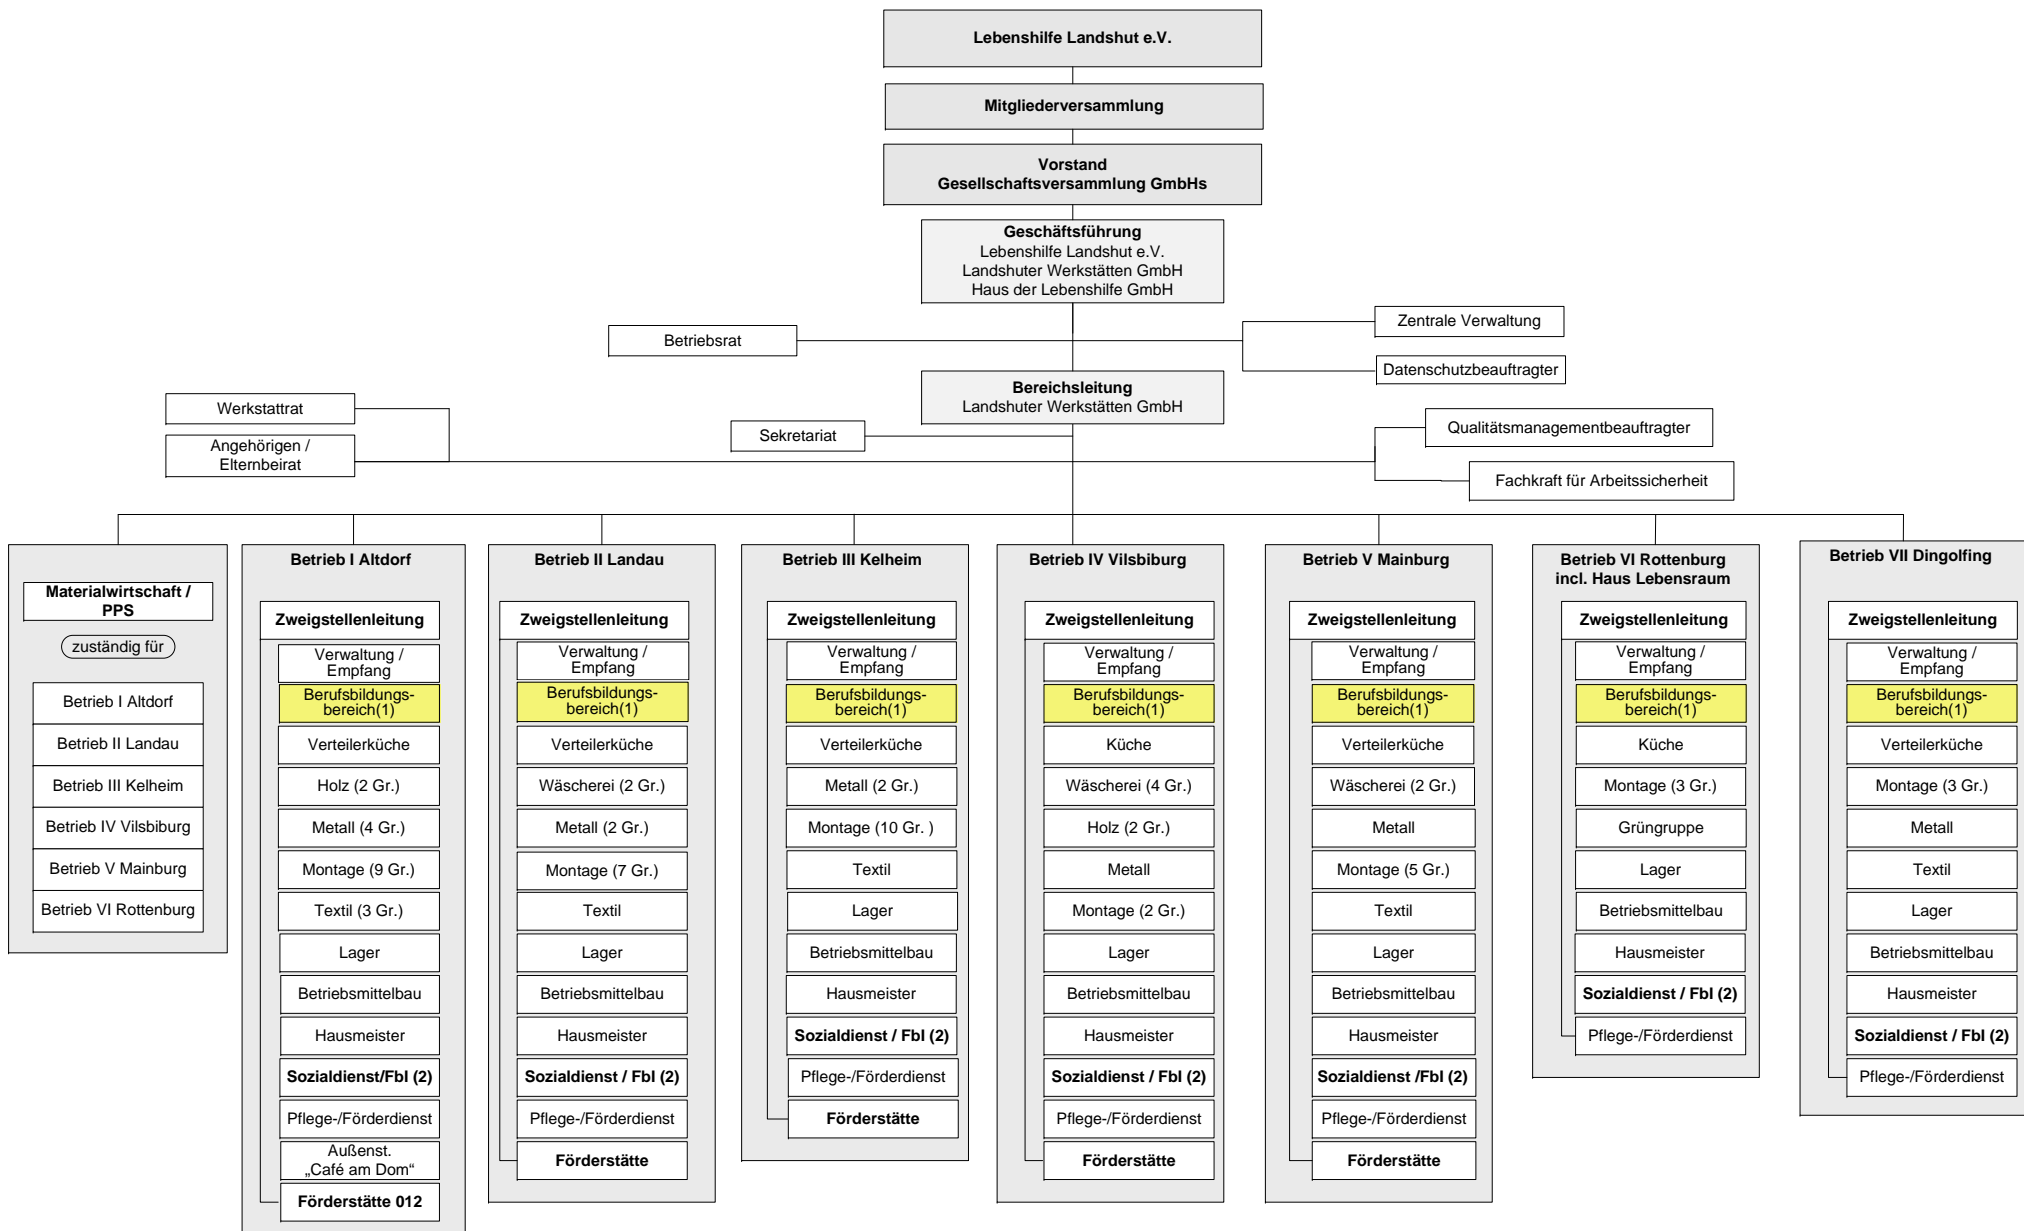 Lebenshilfe Landshut e.V.
Mitgliederversammlung
Vorstand
Gesellschaftsversammlung GmbHs
Geschäftsführung
Lebenshilfe Landshut e.V.
Landshuter Werkstätten GmbH
Haus der Lebenshilfe GmbH
Zentrale Verwaltung
Betriebsrat
Datenschutzbeauftragter
Bereichsleitung
Landshuter Werkstätten GmbH
Werkstattrat
Sekretariat
Qualitätsmanagementbeauftragter
Angehörigen /
Elternbeirat
Fachkraft für Arbeitssicherheit
Materialwirtschaft /
PPS
zuständig für
Betrieb I Altdorf
Betrieb II Landau
Betrieb III Kelheim
Betrieb IV Vilsbiburg
Betrieb V Mainburg
Betrieb VI Rottenburg
Betrieb I Altdorf
Zweigstellenleitung
Verwaltung /
Empfang
Berufsbildungs-
bereich(1)
Verteilerküche
Holz (2 Gr.)
Metall (4 Gr.)
Montage (9 Gr.)
Textil (3 Gr.)
Lager
Betriebsmittelbau
Hausmeister
Sozialdienst/Fbl (2)
Pflege-/Förderdienst
Außenst.
„Café am Dom“
Förderstätte 012
Betrieb II Landau
Zweigstellenleitung
Verwaltung /
Empfang
Berufsbildungs-
bereich(1)
Verteilerküche
Wäscherei (2 Gr.)
Metall (2 Gr.)
Montage (7 Gr.)
Textil
Lager
Betriebsmittelbau
Hausmeister
Sozialdienst / Fbl (2)
Pflege-/Förderdienst
Förderstätte
Betrieb III Kelheim
Zweigstellenleitung
Verwaltung /
Empfang
Berufsbildungs-
bereich(1)
Verteilerküche
Metall (2 Gr.)
Montage (10 Gr. )
Textil
Lager
Betriebsmittelbau
Hausmeister
Sozialdienst / Fbl (2)
Pflege-/Förderdienst
Förderstätte
Betrieb IV Vilsbiburg
Zweigstellenleitung
Verwaltung /
Empfang
Berufsbildungs-
bereich(1)
Küche
Wäscherei (4 Gr.)
Holz (2 Gr.)
Metall
Montage (2 Gr.)
Lager
Betriebsmittelbau
Hausmeister
Sozialdienst / Fbl (2)
Pflege-/Förderdienst
Förderstätte
Betrieb V Mainburg
Zweigstellenleitung
Verwaltung /
Empfang
Berufsbildungs-
bereich(1)
Verteilerküche
Wäscherei (2 Gr.)
Metall
Montage (5 Gr.)
Textil
Lager
Betriebsmittelbau
Hausmeister
Sozialdienst /Fbl (2)
Pflege-/Förderdienst
Förderstätte
Betrieb VI Rottenburg
incl. Haus Lebensraum
Zweigstellenleitung
Verwaltung /
Empfang
Berufsbildungs-
bereich(1)
Küche
Montage (3 Gr.)
Grüngruppe
Lager
Betriebsmittelbau
Hausmeister
Sozialdienst / Fbl (2)
Pflege-/Förderdienst
Betrieb VII Dingolfing
Zweigstellenleitung
Verwaltung /
Empfang
Berufsbildungs-
bereich(1)
Verteilerküche
Montage (3 Gr.)
Metall
Textil
Lager
Betriebsmittelbau
Hausmeister
Sozialdienst / Fbl (2)
Pflege-/Förderdienst